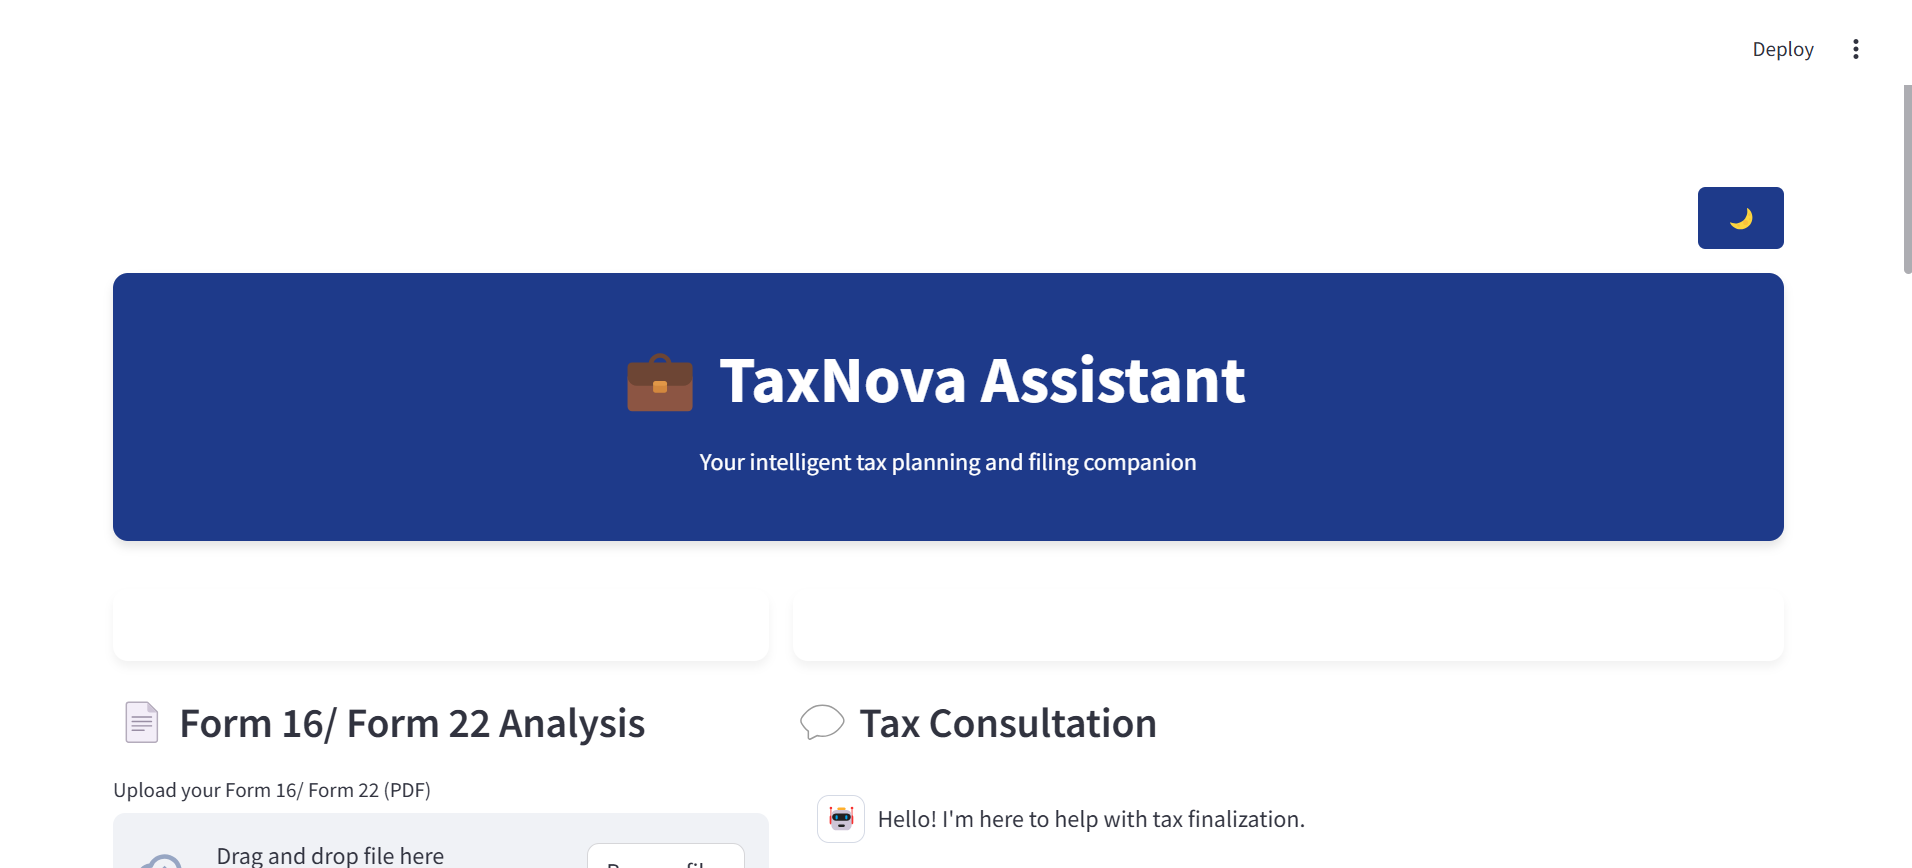 Deploy
TaxNova Assistant
Your intelligent tax planning and filing companion
Form 16/ Form 22 Analysis
Tax Consultation
Upload your Form 16/ Form 22 (PDF)
Hello! I'm here to help with tax finalization.
Drag and drop file here